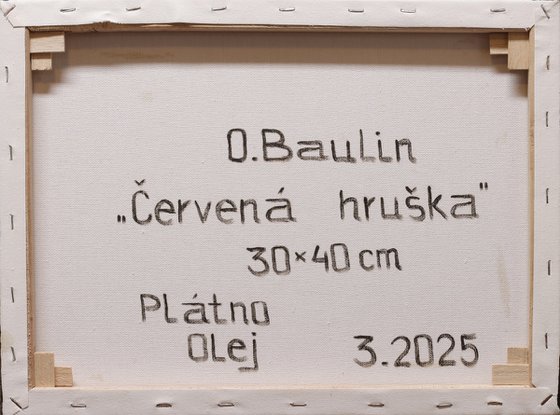 O.Baulin
„Červená hruška"
30×40 cm
Plátno
Olej 3.2025